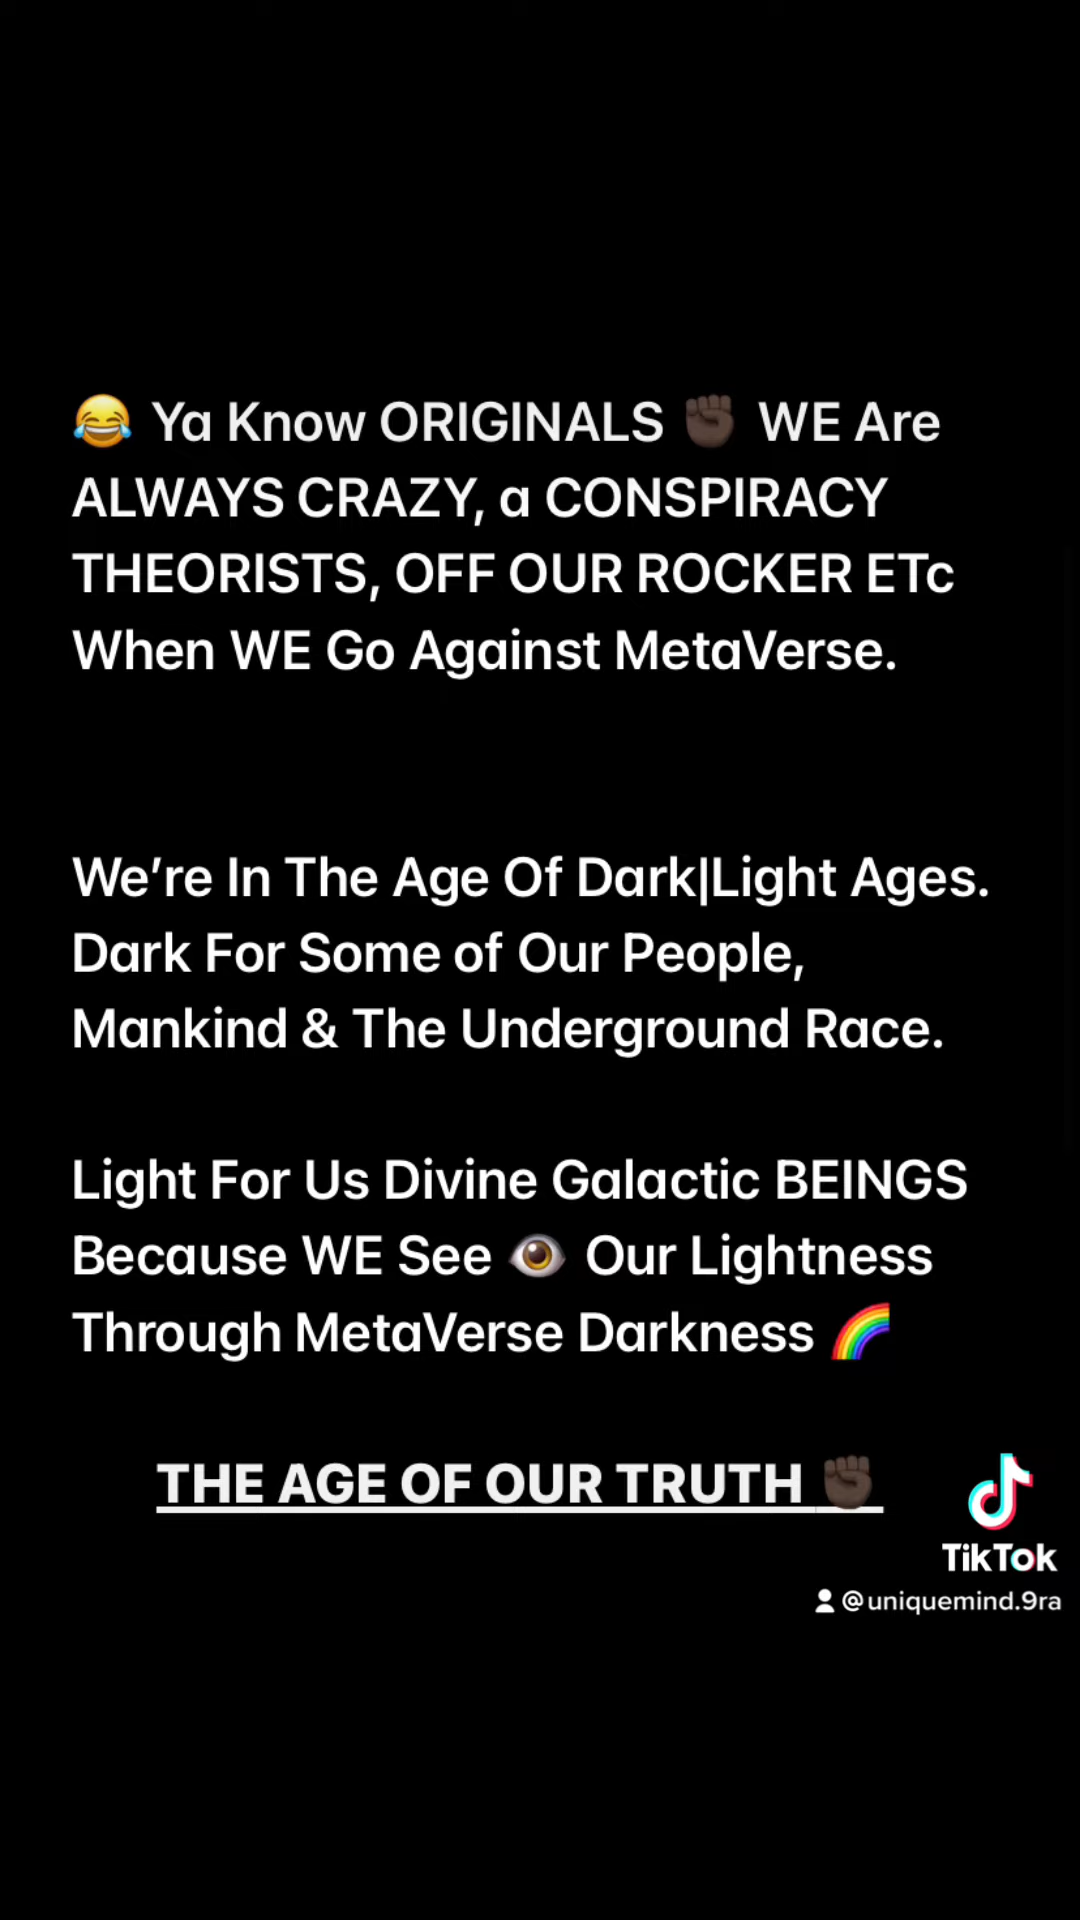 😂 Ya Know ORIGINALS ✊🏿 WE Are
ALWAYS CRAZY, a CONSPIRACY
THEORISTS, OFF OUR ROCKER ETc
When WE Go Against MetaVerse.
We’re In The Age Of Dark|Light Ages.
Dark For Some of Our People,
Mankind & The Underground Race.
Light For Us Divine Galactic BEINGS
Because WE See 👁️ Our Lightness
Through MetaVerse Darkness 🌈
THE AGE OF OUR TRUTH ✊🏿
TikTok
@uniquemind.9ra